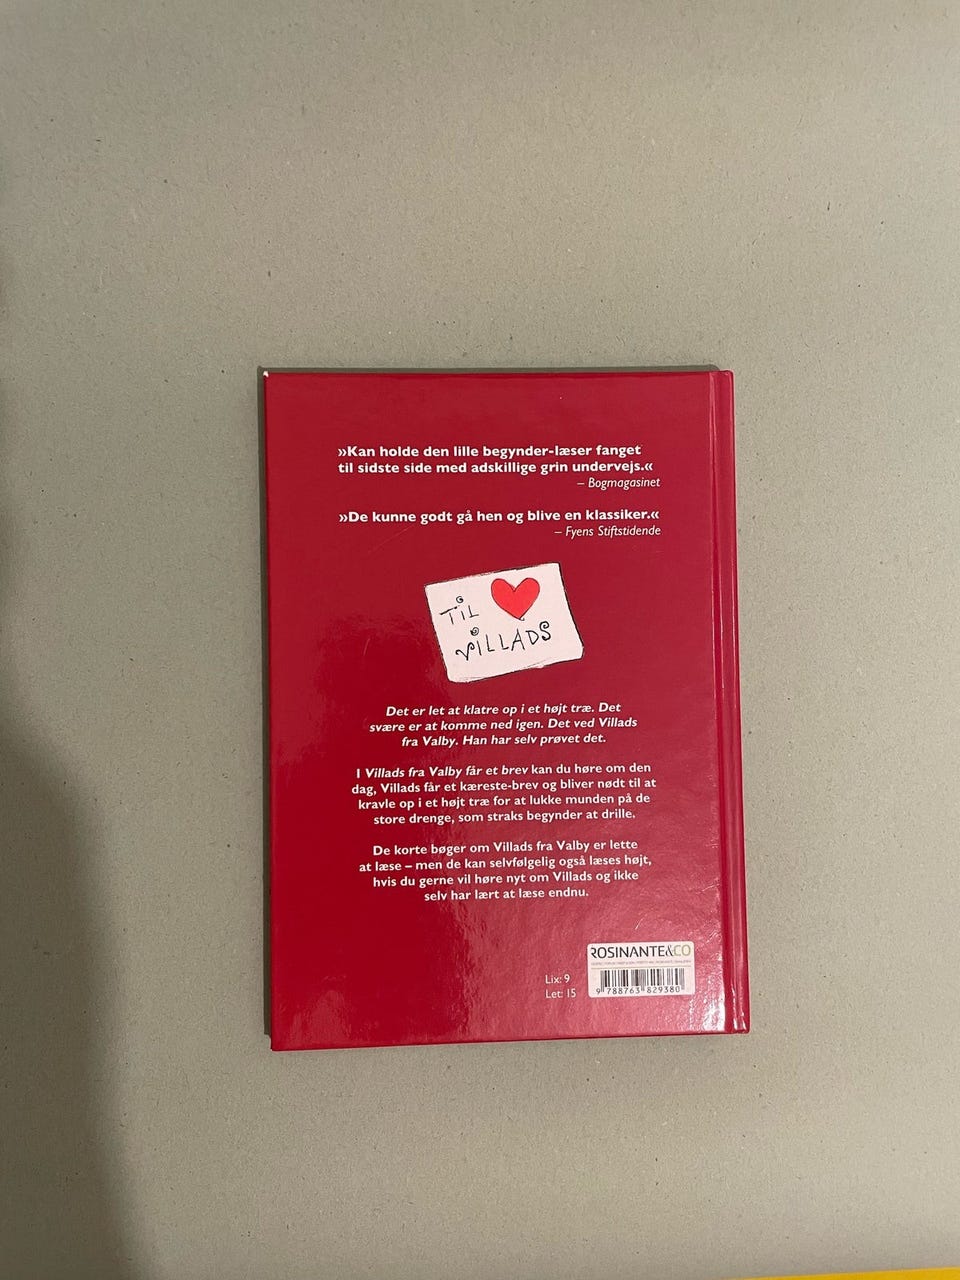 »Kan holde den lille begynder-læser fanget
til sidste side med adskillige grin undervejs.«
– Bogmagasinet
»De kunne godt gå hen og blive en klassiker.«
– Fyens Stiftstidende
TiL
ViLLADS
Det er let at klatre op i et højt træ. Det
svære er at komme ned igen. Det ved Villads
fra Valby. Han har selv prøvet det.
I Villads fra Valby får et brev kan du høre om den
dag, Villads får et kæreste-brev og bliver nødt til at
kravle op i et højt træ for at lukke munden på de
store drenge, som straks begynder at drille.
De korte bøger om Villads fra Valby er lette
at læse – men de kan selvfølgelig også læses højt,
hvis du gerne vil høre nyt om Villads og ikke
selv har lært at læse endnu.
ROSINANTE&CO
Lix: 9
Let: 15
9 788763 829380